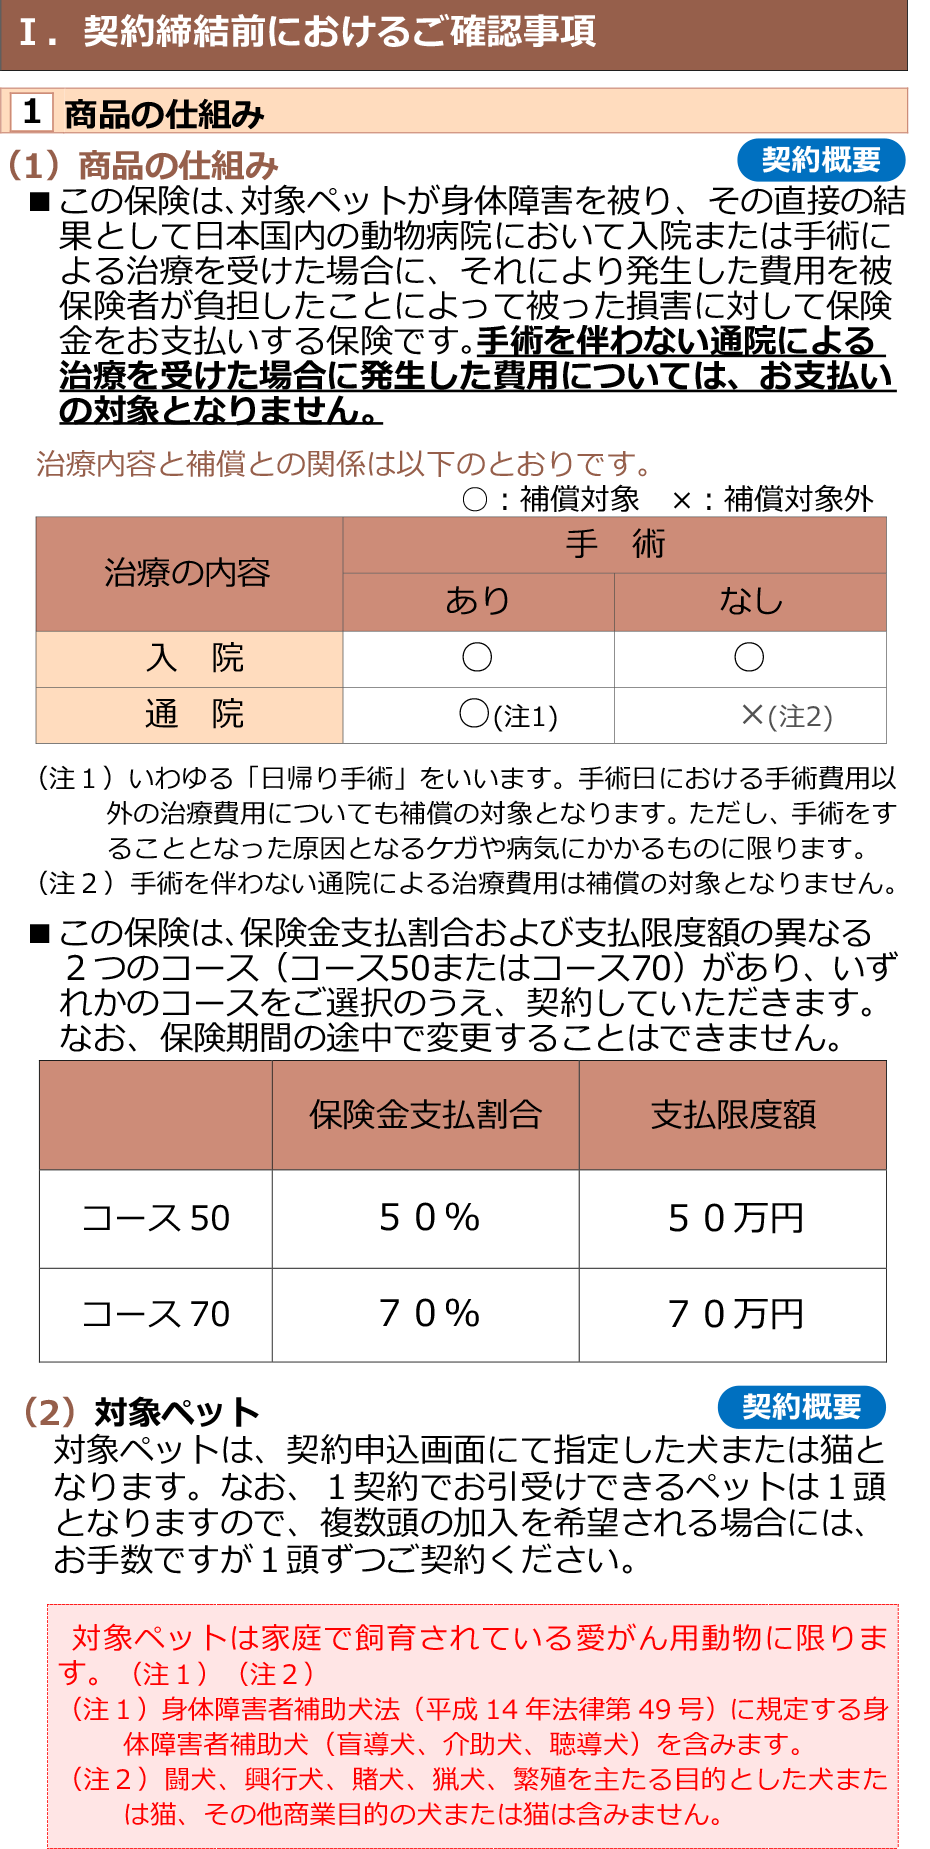 Ⅰ．契約締結前におけるご確認事項
1 商品の仕組み
（1）商品の仕組み 契約概要
■この保険は、対象ペットが身体障害を被り、その直接の結
果として日本国内の動物病院において入院または手術に
よる治療を受けた場合に、それにより発生した費用を被
保険者が負担したことによって被った損害に対して保険
金をお支払いする保険です。手術を伴わない通院による
治療を受けた場合に発生した費用については、お支払い
の対象となりません。
治療内容と補償との関係は以下のとおりです。
○：補償対象　×：補償対象外
治療の内容 手　術
あり なし
入　院 ○ ○
通　院 ○(注1) ×(注2)
（注１）いわゆる「日帰り手術」をいいます。手術日における手術費用以
外の治療費用についても補償の対象となります。ただし、手術をす
ることとなった原因となるケガや病気にかかるものに限ります。
（注２）手術を伴わない通院による治療費用は補償の対象となりません。
■この保険は、保険金支払割合および支払限度額の異なる
２つのコース（コース50またはコース70）があり、いず
れかのコースをご選択のうえ、契約していただきます。
なお、保険期間の途中で変更することはできません。
保険金支払割合 支払限度額
コース50 ５０％ ５０万円
コース70 ７０％ ７０万円
（2）対象ペット 契約概要
対象ペットは、契約申込画面にて指定した犬または猫と
なります。なお、１契約でお引受けできるペットは１頭
となりますので、複数頭の加入を希望される場合には、
お手数ですが１頭ずつご契約ください。
対象ペットは家庭で飼育されている愛がん用動物に限りま
す。（注１）（注２）
（注１）身体障害者補助犬法（平成 14 年法律第 49 号）に規定する身
体障害者補助犬（盲導犬、介助犬、聴導犬）を含みます。
（注２）闘犬、興行犬、賭犬、猟犬、繁殖を主たる目的とした犬また
は猫、その他商業目的の犬または猫は含みません。